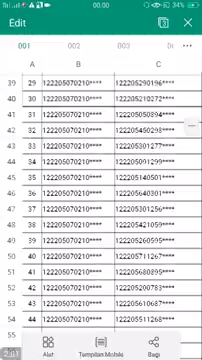 00.00
34%
Edit
001 002 003
A B C
39 29 122205070210**** 122205290196****
40 30 122205070210**** 122205210272****
41 31 122205070210**** 122205050894****
42 32 122205070210**** 122205450298****
43 33 122205070210**** 122205301277****
44 34 122205070210**** 122205091299****
45 35 122205070210**** 122205140501****
46 36 122205070210**** 122205640301****
47 37 122205070210**** 122205301256****
48 38 122205070210**** 122205421059****
49 39 122205070210**** 122205260595****
50 40 122205070210**** 122205711267****
51 41 122205070210**** 122205680895****
52 42 122205070210**** 122205200783****
53 43 122205070210**** 122205610687****
54 44 122205070210**** 122205511268****
55
Alat Tampilan Mobile Bagi